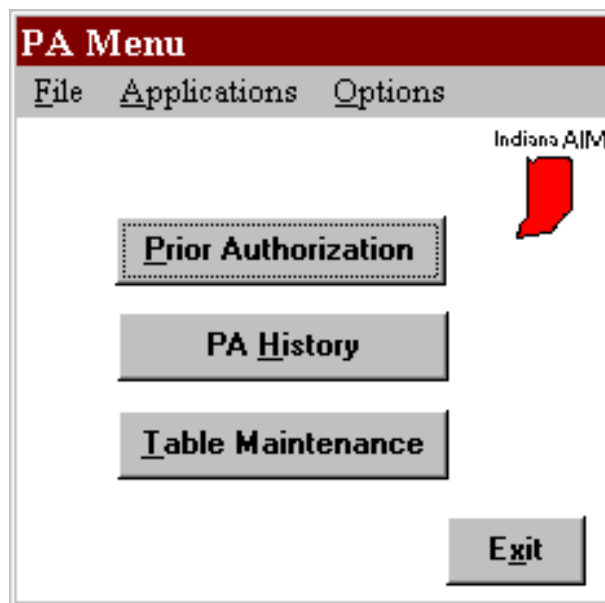 PA Menu
File Applications Options
Indiana AIM
Prior Authorization
PA History
Table Maintenance
Exit